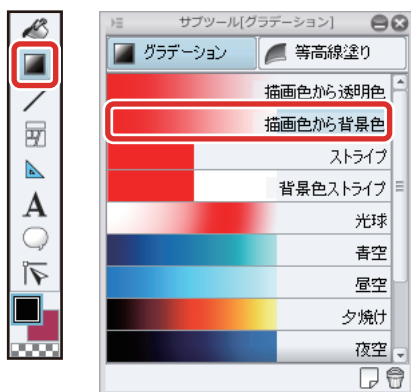 サブツール[グラデーション]
グラデーション
等高線塗り
描画色から透明色
描画色から背景色
ストライプ
背景色ストライプ
光球
青空
昼空
夕焼け
夜空
A